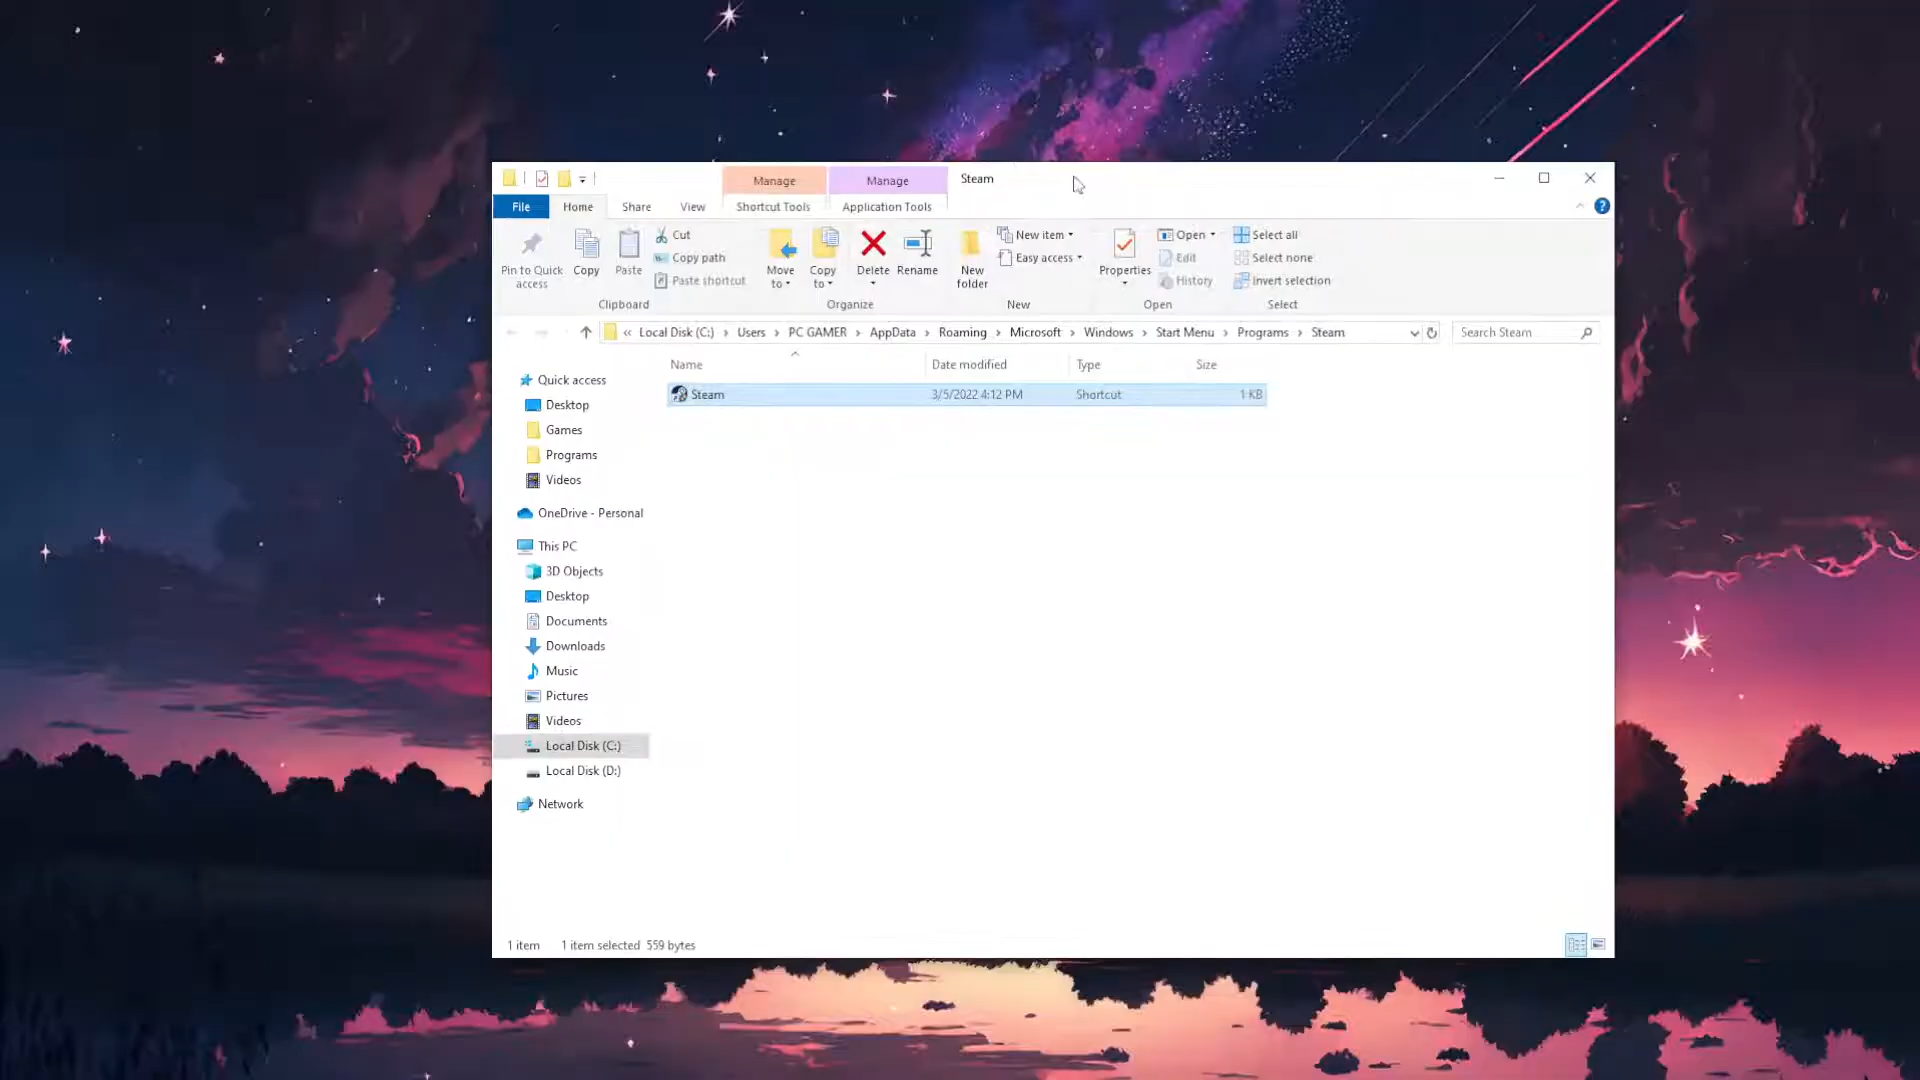 Manage
Manage
Steam
File
Home
Share
View
Shortcut Tools
Application Tools
Pin to Quick access
Copy
Paste
Cut
Copy path
Paste shortcut
Clipboard
Move to
Copy to
Delete
Rename
Organize
New folder
New item
Easy access
New
Properties
Open
Edit
History
Open
Select all
Select none
Invert selection
Select
« Local Disk (C:) › Users › PC GAMER › AppData › Roaming › Microsoft › Windows › Start Menu › Programs › Steam
Search Steam
Name
Date modified
Type
Size
Steam
3/5/2022 4:12 PM
Shortcut
1 KB
Quick access
Desktop
Games
Programs
Videos
OneDrive - Personal
This PC
3D Objects
Desktop
Documents
Downloads
Music
Pictures
Videos
Local Disk (C:)
Local Disk (D:)
Network
1 item
1 item selected 559 bytes